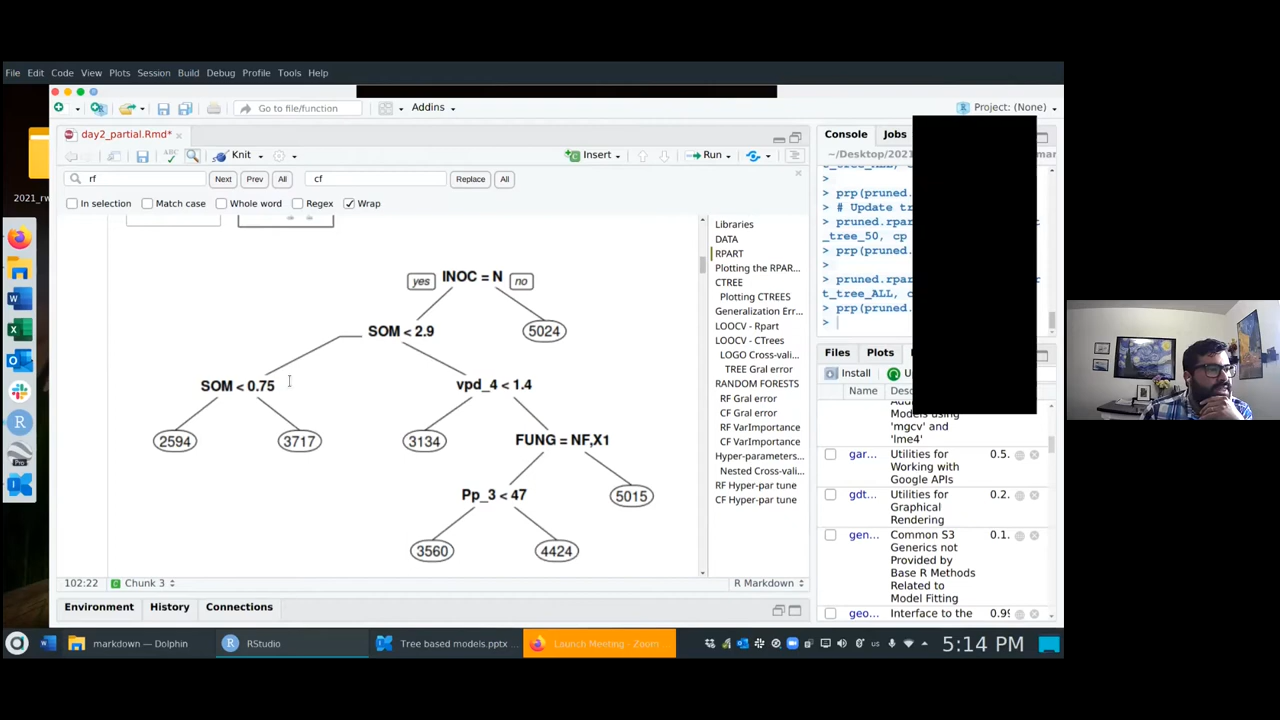 File Edit Code View Plots Session Build Debug Profile Tools Help
Go to file/function Addins Project: (None)
day2_partial.Rmd*
Knit Insert Run
rf Next Prev All cf Replace All
In selection Match case Whole word Regex Wrap
INOC = N
yes no
SOM < 2.9
5024
SOM < 0.75
vpd_4 < 1.4
2594
3717
3134
FUNG = NF,X1
Pp_3 < 47
5015
3560
4424
Libraries
DATA
RPART
Plotting the RPAR...
CTREE
Plotting CTREES
Generalization Err...
LOOCV - Rpart
LOOCV - CTrees
LOGO Cross-vali...
TREE Gral error
RANDOM FORESTS
RF Gral error
CF Gral error
RF VarImportance
CF VarImportance
Hyper-parameters...
Nested Cross-vali...
RF Hyper-par tune
CF Hyper-par tune
102:22 Chunk 3 R Markdown
Environment History Connections
Console Jobs
~/Desktop/2021
>
> prp(pruned.
> # Update tr
> pruned.rpar
_tree_50, cp
> prp(pruned.
>
> pruned.rpar
t_tree_ALL, c
> prp(pruned.
>
Files Plots
Install
Name Desc
Models using
'mgcv' and
'lme4'
gar... Utilities for 0.5.
Working with
Google APIs
gdt... Utilities for 0.2.
Graphical
Rendering
gen... Common S3 0.1.
Generics not
Provided by
Base R Methods
Related to
Model Fitting
geo... Interface to the 0.99
markdown — Dolphin RStudio Tree based models.pptx ... Launch Meeting - Zoom us 5:14 PM